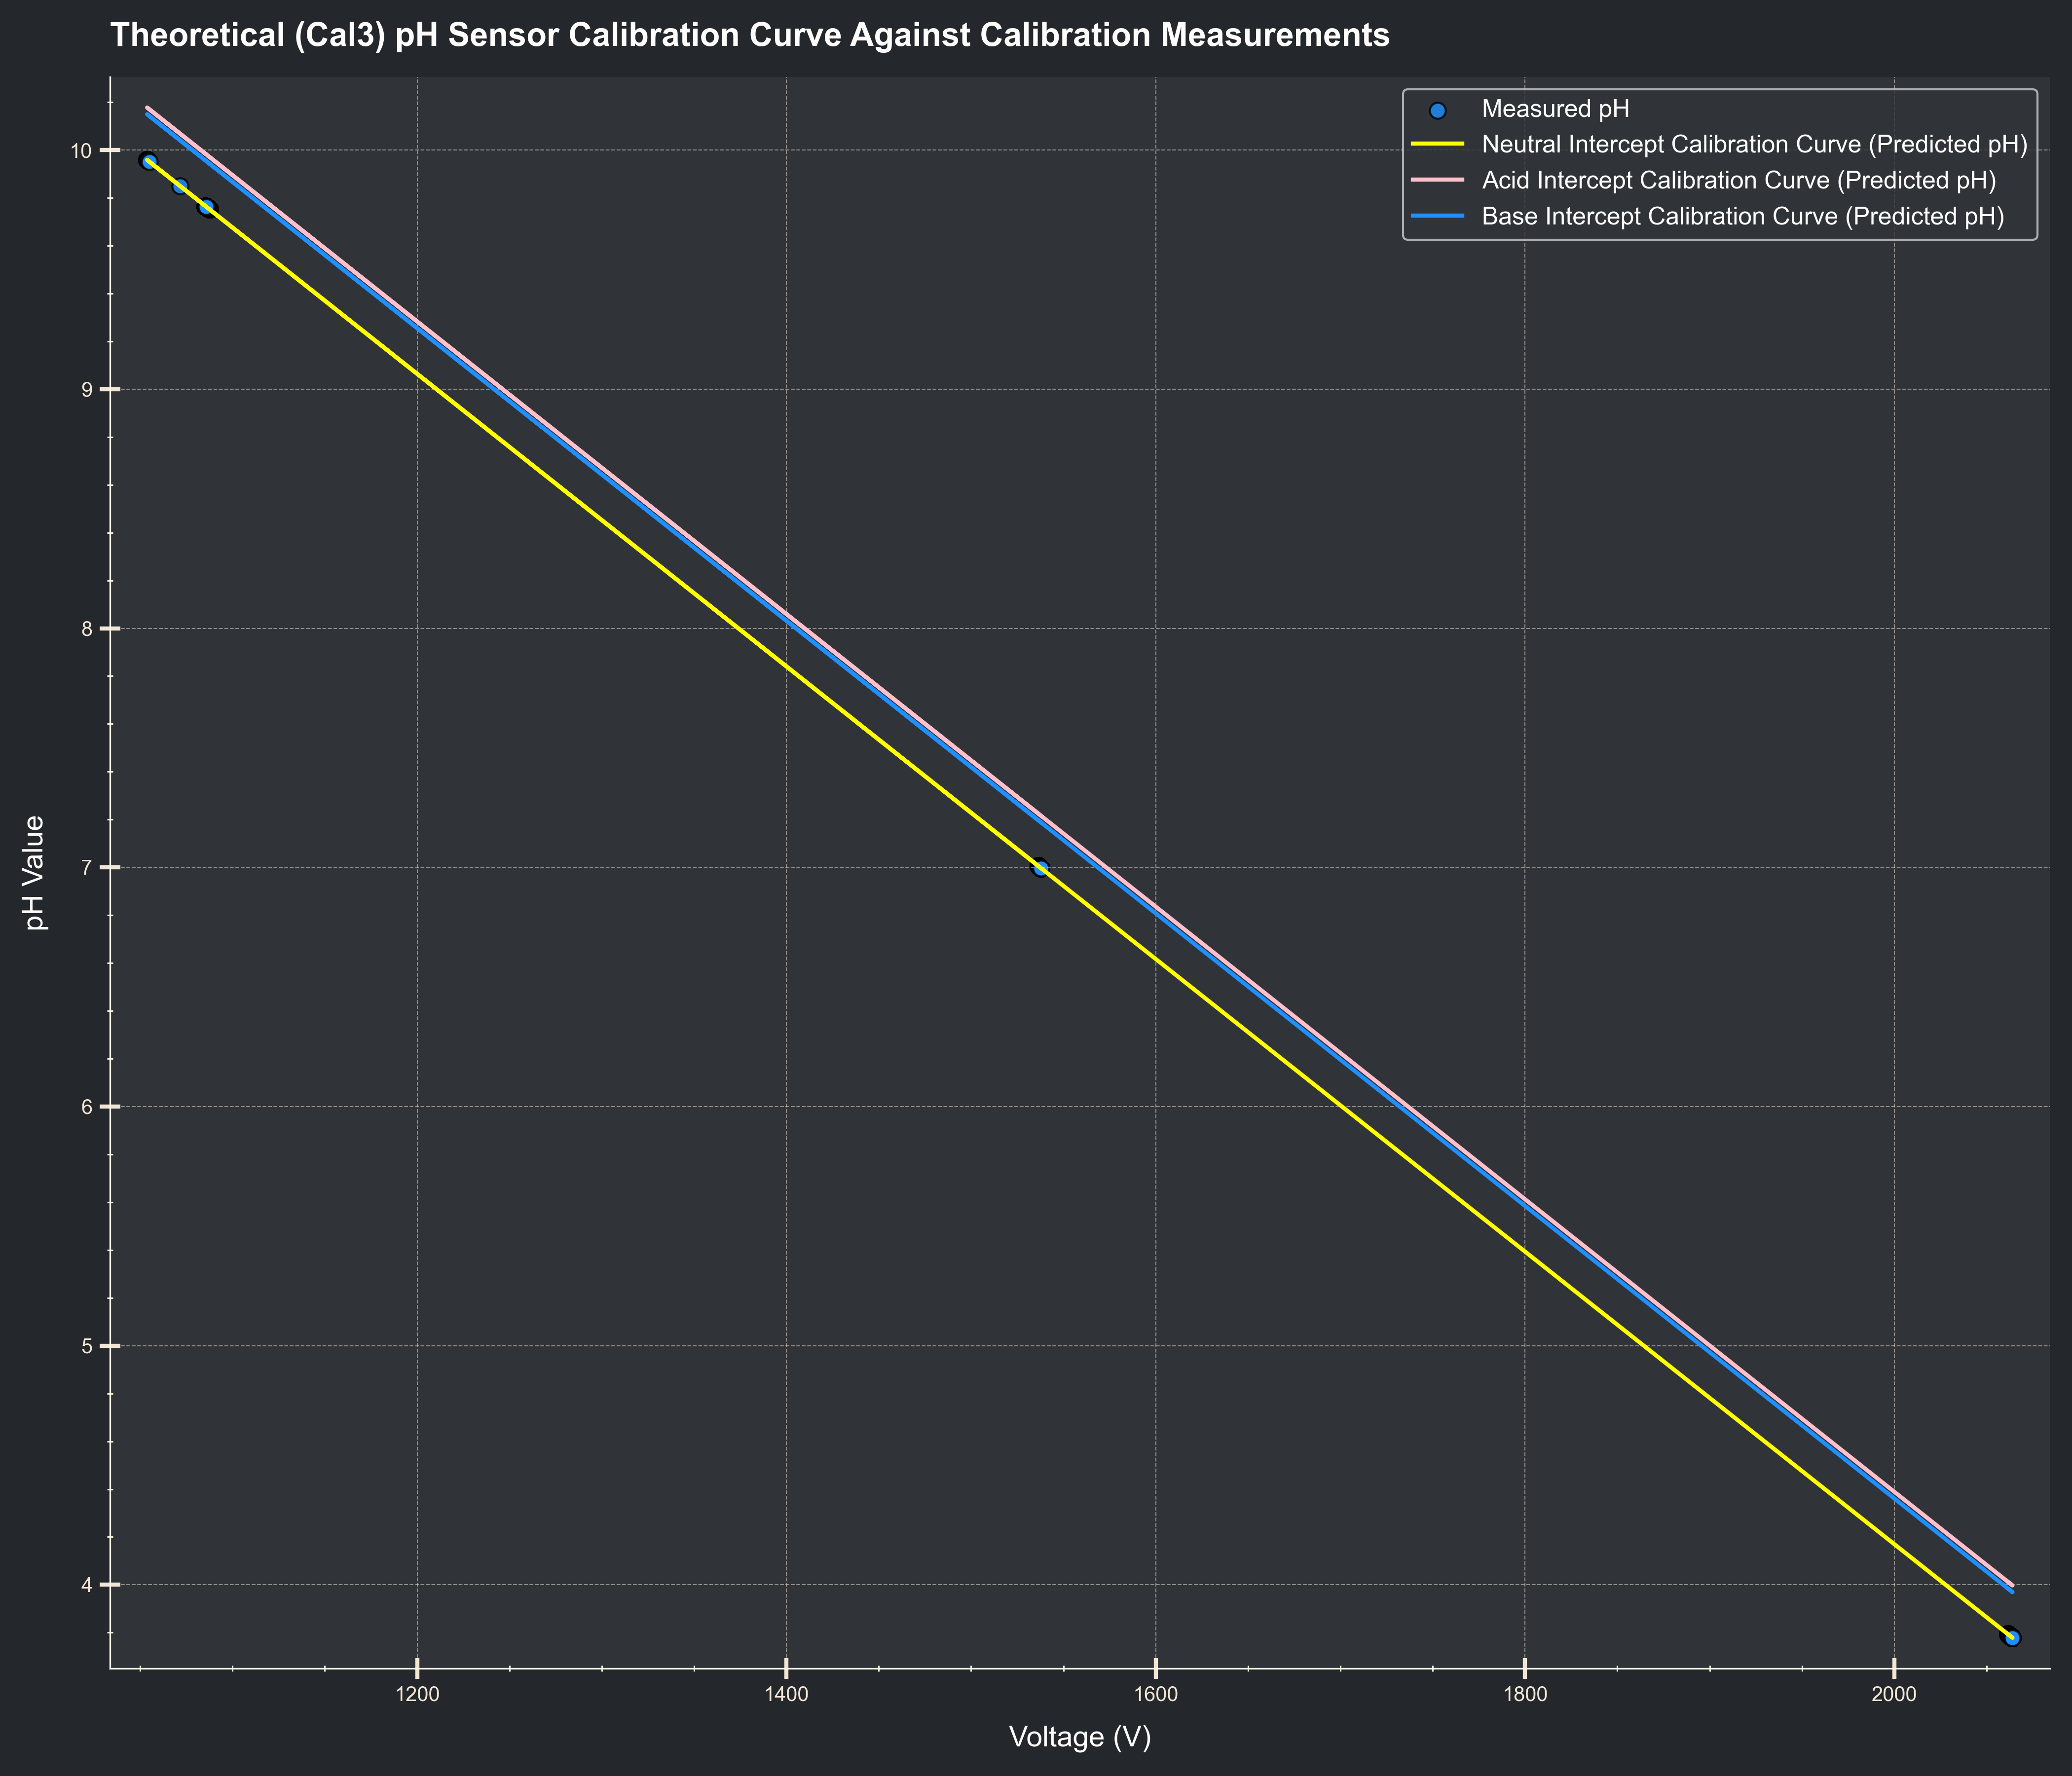 Theoretical (Cal3) pH Sensor Calibration Curve Against Calibration Measurements
Measured pH
Neutral Intercept Calibration Curve (Predicted pH)
Acid Intercept Calibration Curve (Predicted pH)
Base Intercept Calibration Curve (Predicted pH)
10
9
8
7
6
5
4
pH Value
1200
1400
1600
1800
2000
Voltage (V)